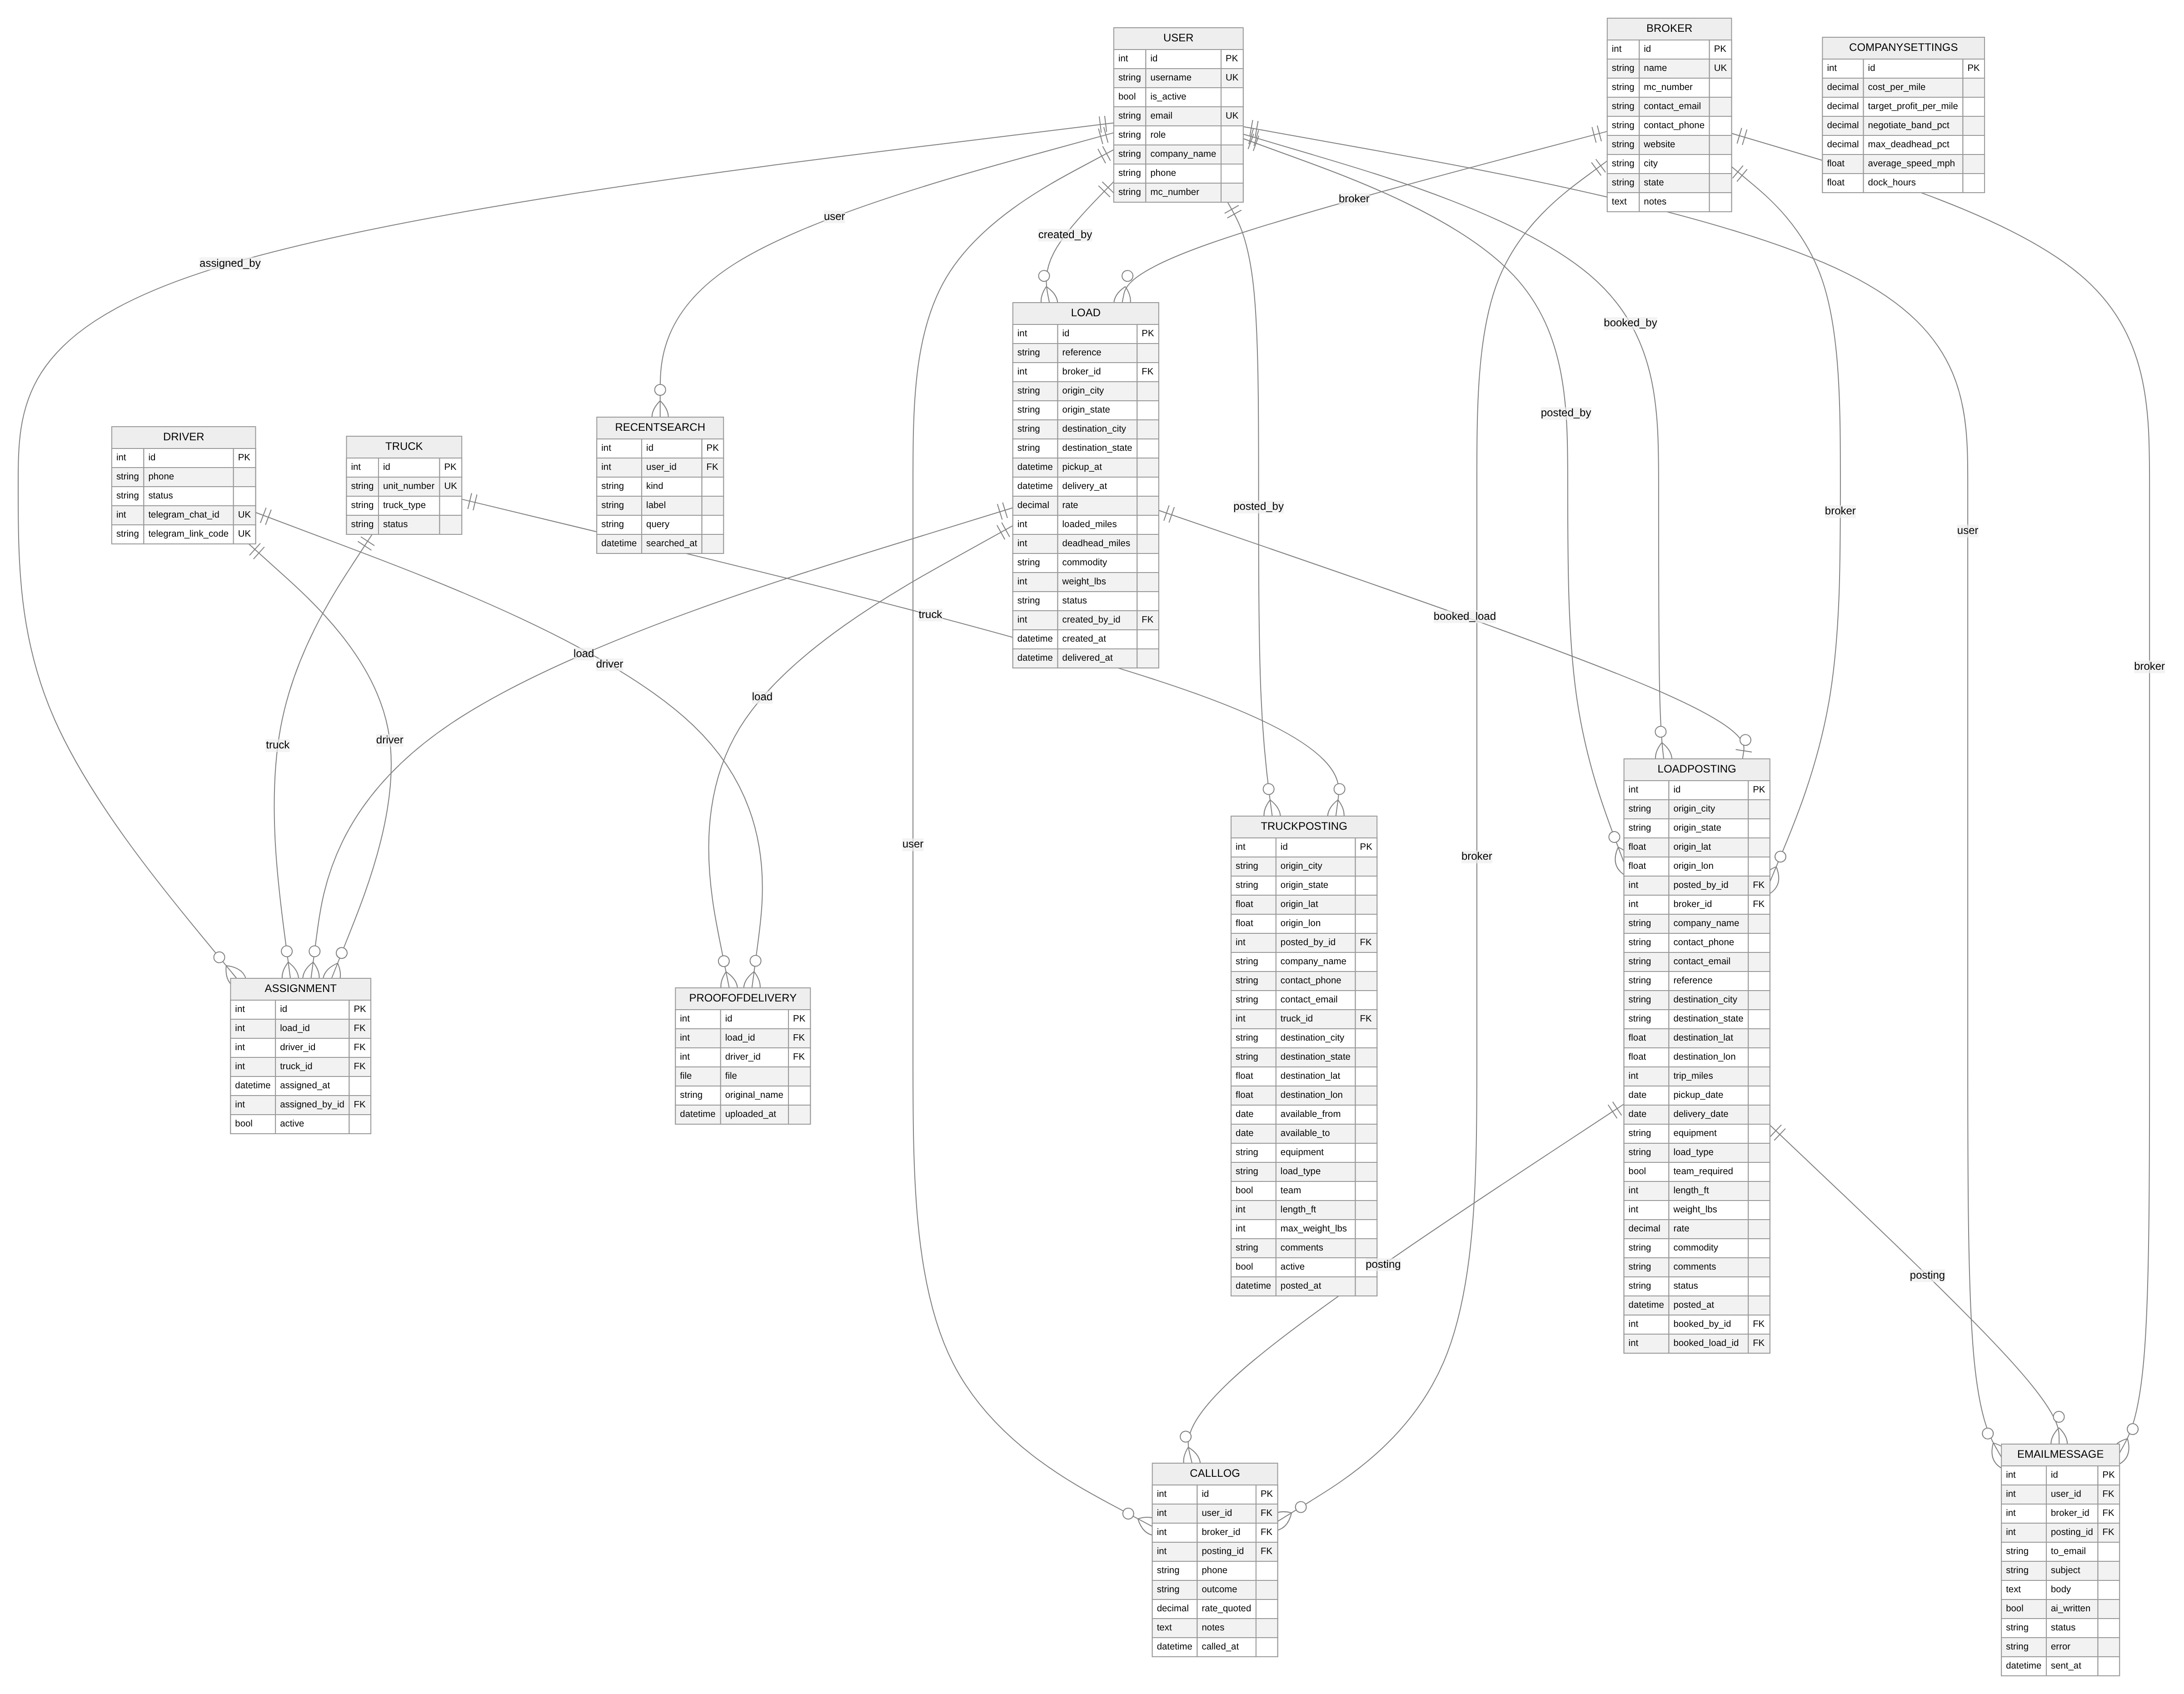 USER
int id PK
string username UK
bool is_active
string email UK
string role
string company_name
string phone
string mc_number
BROKER
int id PK
string name UK
string mc_number
string contact_email
string contact_phone
string website
string city
string state
text notes
COMPANYSETTINGS
int id PK
decimal cost_per_mile
decimal target_profit_per_mile
decimal negotiate_band_pct
decimal max_deadhead_pct
float average_speed_mph
float dock_hours
assigned_by
user
created_by
broker
booked_by
posted_by
posted_by
broker
user
broker
LOAD
int id PK
string reference
int broker_id FK
string origin_city
string origin_state
string destination_city
string destination_state
datetime pickup_at
datetime delivery_at
decimal rate
int loaded_miles
int deadhead_miles
string commodity
int weight_lbs
string status
int created_by_id FK
datetime created_at
datetime delivered_at
DRIVER
int id PK
string phone
string status
int telegram_chat_id UK
string telegram_link_code UK
TRUCK
int id PK
string unit_number UK
string truck_type
string status
RECENTSEARCH
int id PK
int user_id FK
string kind
string label
string query
datetime searched_at
truck
booked_load
load
driver
load
truck
driver
user
broker
LOADPOSTING
int id PK
string origin_city
string origin_state
float origin_lat
float origin_lon
int posted_by_id FK
int broker_id FK
string company_name
string contact_phone
string contact_email
string reference
string destination_city
string destination_state
float destination_lat
float destination_lon
int trip_miles
date pickup_date
date delivery_date
string equipment
string load_type
bool team_required
int length_ft
int weight_lbs
decimal rate
string commodity
string comments
string status
datetime posted_at
int booked_by_id FK
int booked_load_id FK
TRUCKPOSTING
int id PK
string origin_city
string origin_state
float origin_lat
float origin_lon
int posted_by_id FK
string company_name
string contact_phone
string contact_email
int truck_id FK
string destination_city
string destination_state
float destination_lat
float destination_lon
date available_from
date available_to
string equipment
string load_type
bool team
int length_ft
int max_weight_lbs
string comments
bool active
datetime posted_at
ASSIGNMENT
int id PK
int load_id FK
int driver_id FK
int truck_id FK
datetime assigned_at
int assigned_by_id FK
bool active
PROOFOFDELIVERY
int id PK
int load_id FK
int driver_id FK
file file
string original_name
datetime uploaded_at
posting
posting
CALLLOG
int id PK
int user_id FK
int broker_id FK
int posting_id FK
string phone
string outcome
decimal rate_quoted
text notes
datetime called_at
EMAILMESSAGE
int id PK
int user_id FK
int broker_id FK
int posting_id FK
string to_email
string subject
text body
bool ai_written
string status
string error
datetime sent_at